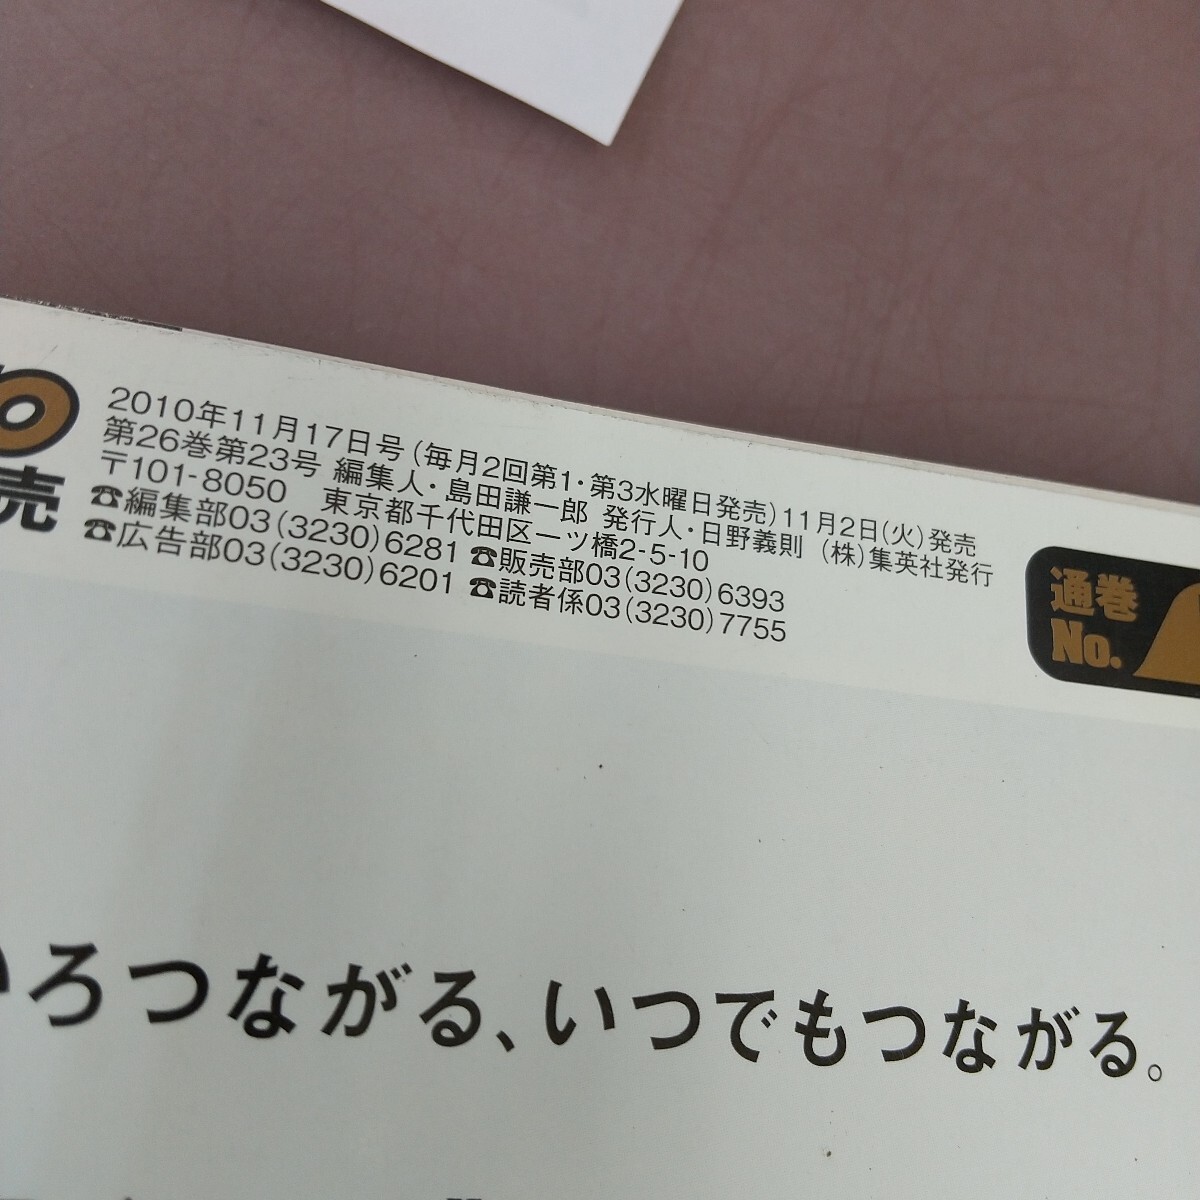 2010年11月17日号(毎月2回第1・第3水曜日発売)11月2日(火)発売
第26巻第23号 編集人・島田謙一郎 発行人・日野義則 (株)集英社発行
〒101-8050 東京都千代田区一ツ橋2-5-10
☎編集部03(3230)6281 ☎販売部03(3230)6393
☎広告部03(3230)6201 ☎読者係03(3230)7755
売
通巻
No.
いろつながる、いつでもつながる。